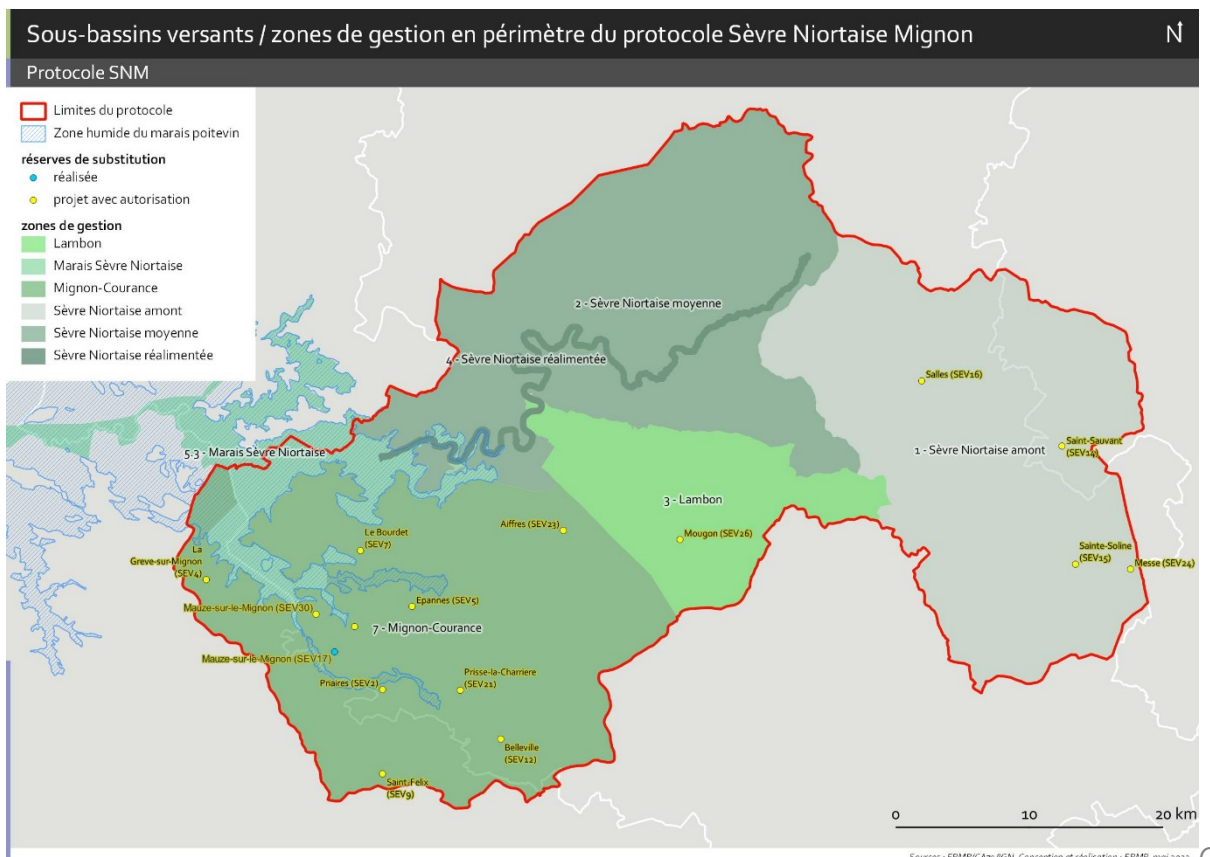 Sous-bassins versants / zones de gestion en périmètre du protocole Sèvre Niortaise Mignon
N
Protocole SNM
Limites du protocole
Zone humide du marais poitevin
réserves de substitution
réalisée
projet avec autorisation
zones de gestion
Lambon
Marais Sèvre Niortaise
Mignon-Courance
Sèvre Niortaise amont
Sèvre Niortaise moyenne
Sèvre Niortaise réalimentée
2 - Sèvre Niortaise moyenne
4 - Sèvre Niortaise réalimentée
Salles (SEV16)
Saint-Sauvant
(SEV14)
1 - Sèvre Niortaise amont
5.3 - Marais Sèvre Niortaise
3 - Lambon
Aiffres (SEV23)
Mougon (SEV26)
Le Bourdet
(SEV7)
La
Greve-sur-Mignon
(SEV4)
Sainte-Soline
(SEV15)
Messe (SEV24)
Epannes (SEV5)
Mauze-sur-le-Mignon (SEV30)
7 - Mignon-Courance
Mauze-sur-le-Mignon (SEV17)
Priaires (SEV2)
Prisse-la-Charriere
(SEV21)
Belleville
(SEV12)
Saint-Felix
(SEV9)
0 10 20 km